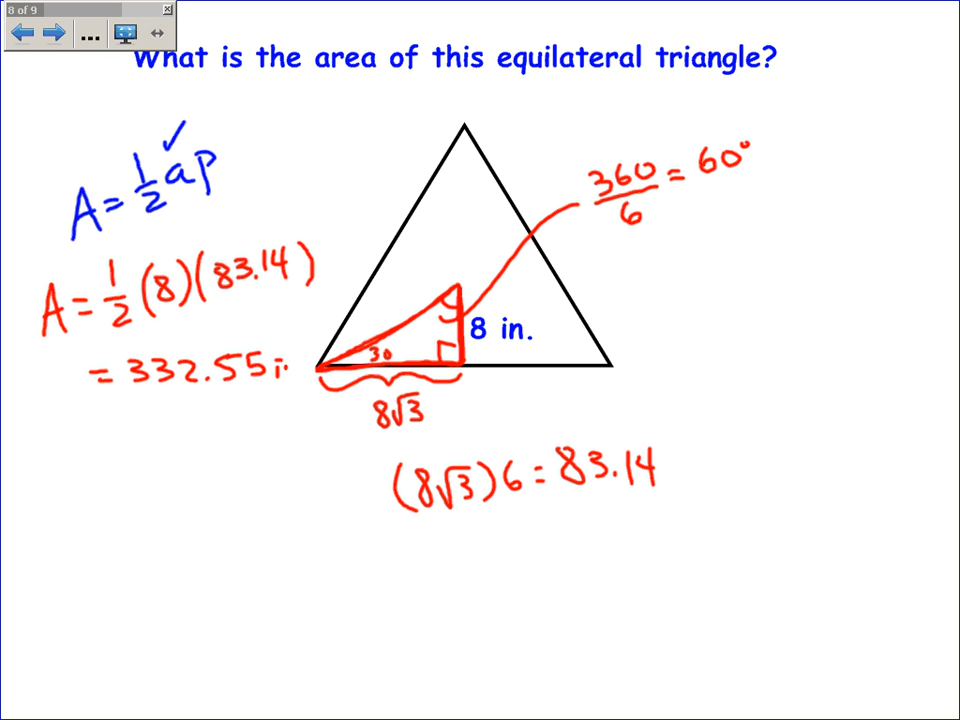 8 of 9
What is the area of this equilateral triangle?
A = 1/2 a p
360/6 = 60°
A = 1/2 (8)(83.14)
8 in.
30
= 332.55 i
8√3
(8√3) 6 = 83.14